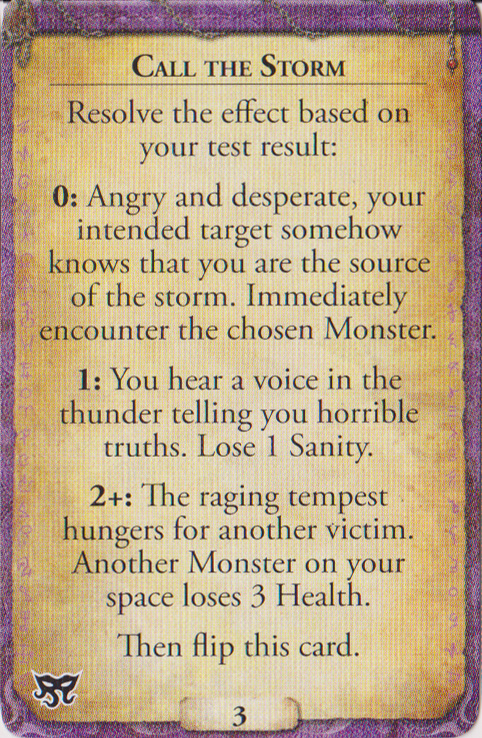 CALL THE STORM
Resolve the effect based on
your test result:
0: Angry and desperate, your
intended target somehow
knows that you are the source
of the storm. Immediately
encounter the chosen Monster.
1: You hear a voice in the
thunder telling you horrible
truths. Lose 1 Sanity.
2+: The raging tempest
hungers for another victim.
Another Monster on your
space loses 3 Health.
Then flip this card.
3